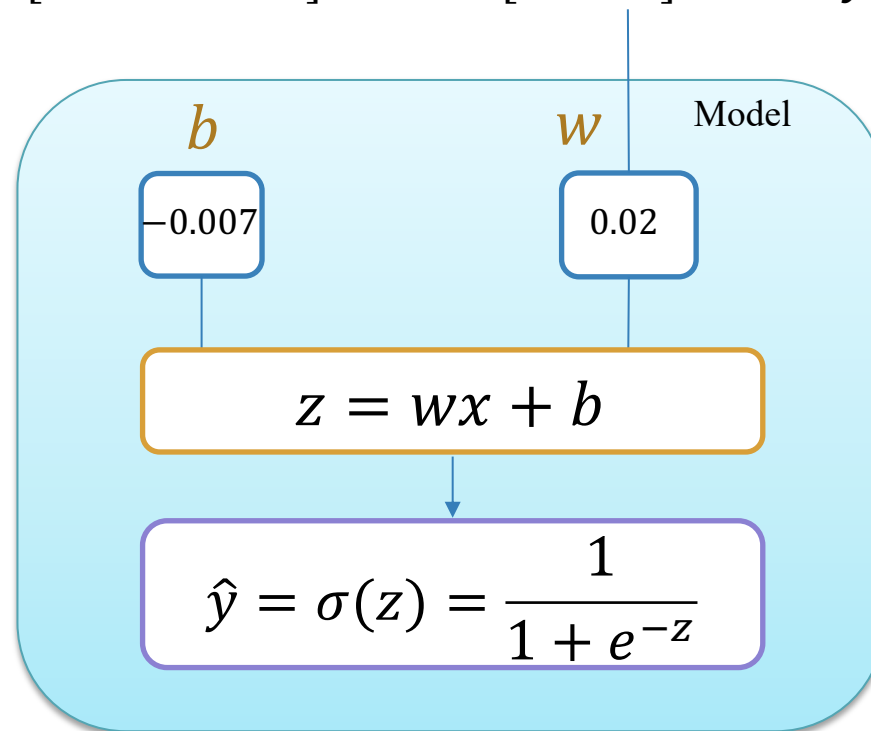 Model
b w
−0.007 0.02
z = wx + b
ŷ = σ(z) = 1 / (1 + e^{−z})